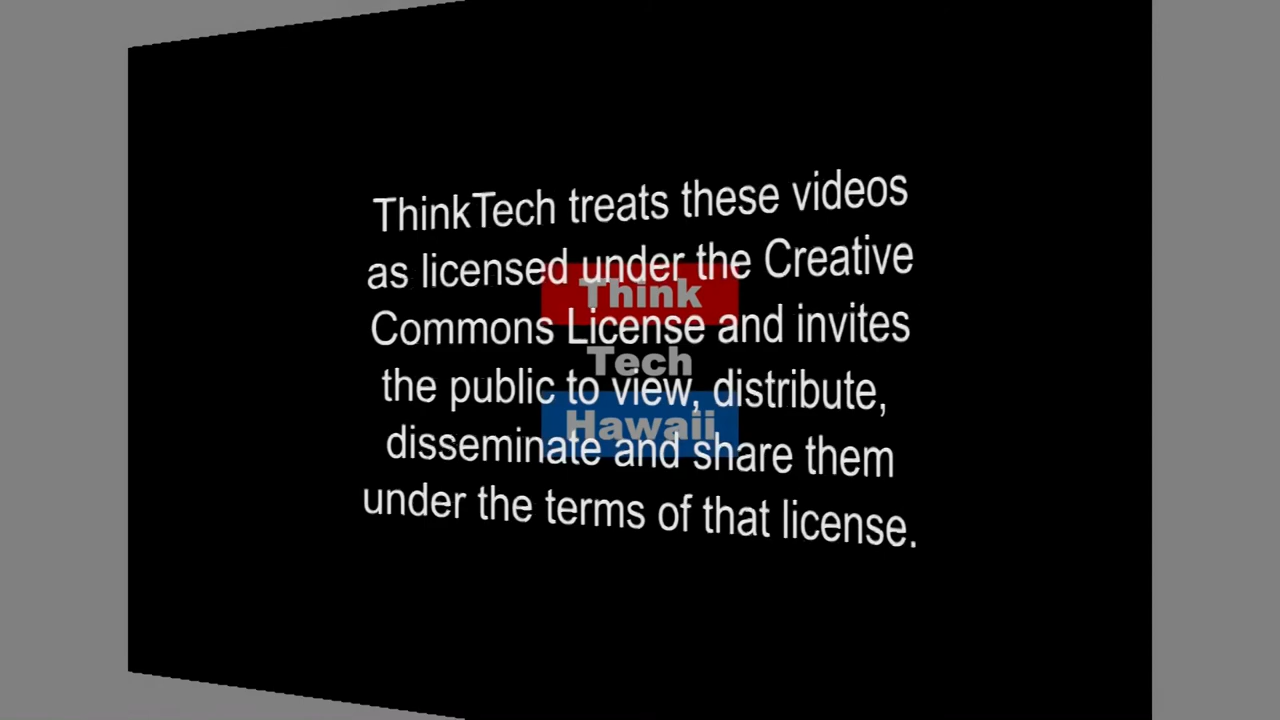 ThinkTech treats these videos
as licensed under the Creative
Commons License and invites
the public to view, distribute,
disseminate and share them
under the terms of that license.
Think
Tech
Hawaii